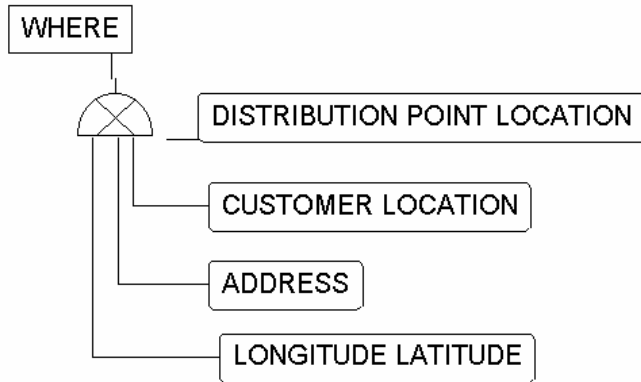 WHERE
DISTRIBUTION POINT LOCATION
CUSTOMER LOCATION
ADDRESS
LONGITUDE LATITUDE